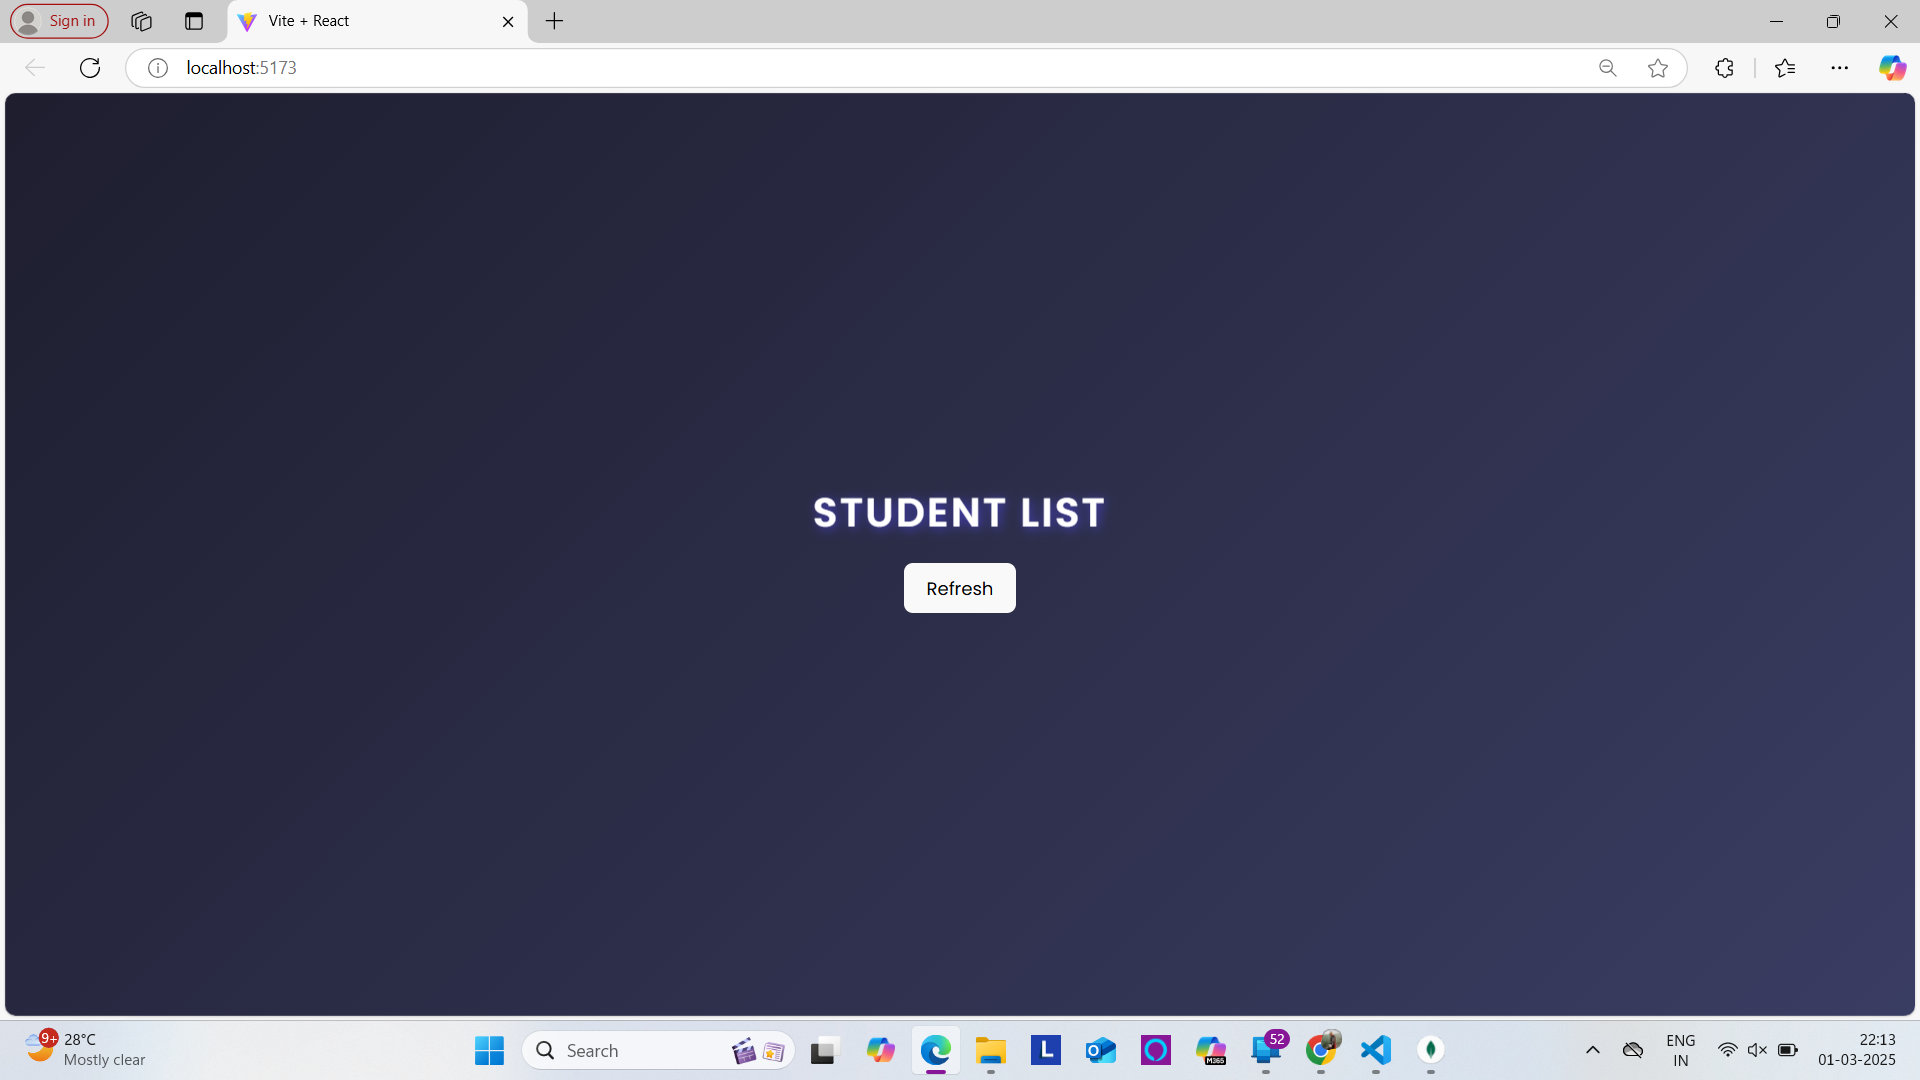 Sign in
Vite + React
localhost:5173
STUDENT LIST
Refresh
9+
28°C
Mostly clear
Search
L
O
M365
52
ENG
IN
22:13
01-03-2025